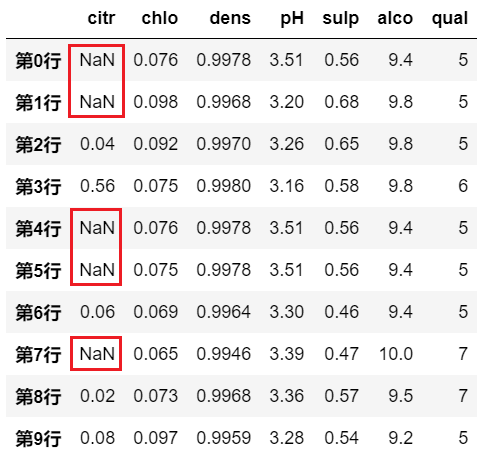 citr chlo dens pH sulp alco qual
第0行 NaN 0.076 0.9978 3.51 0.56 9.4 5
第1行 NaN 0.098 0.9968 3.20 0.68 9.8 5
第2行 0.04 0.092 0.9970 3.26 0.65 9.8 5
第3行 0.56 0.075 0.9980 3.16 0.58 9.8 6
第4行 NaN 0.076 0.9978 3.51 0.56 9.4 5
第5行 NaN 0.075 0.9978 3.51 0.56 9.4 5
第6行 0.06 0.069 0.9964 3.30 0.46 9.4 5
第7行 NaN 0.065 0.9946 3.39 0.47 10.0 7
第8行 0.02 0.073 0.9968 3.36 0.57 9.5 7
第9行 0.08 0.097 0.9959 3.28 0.54 9.2 5